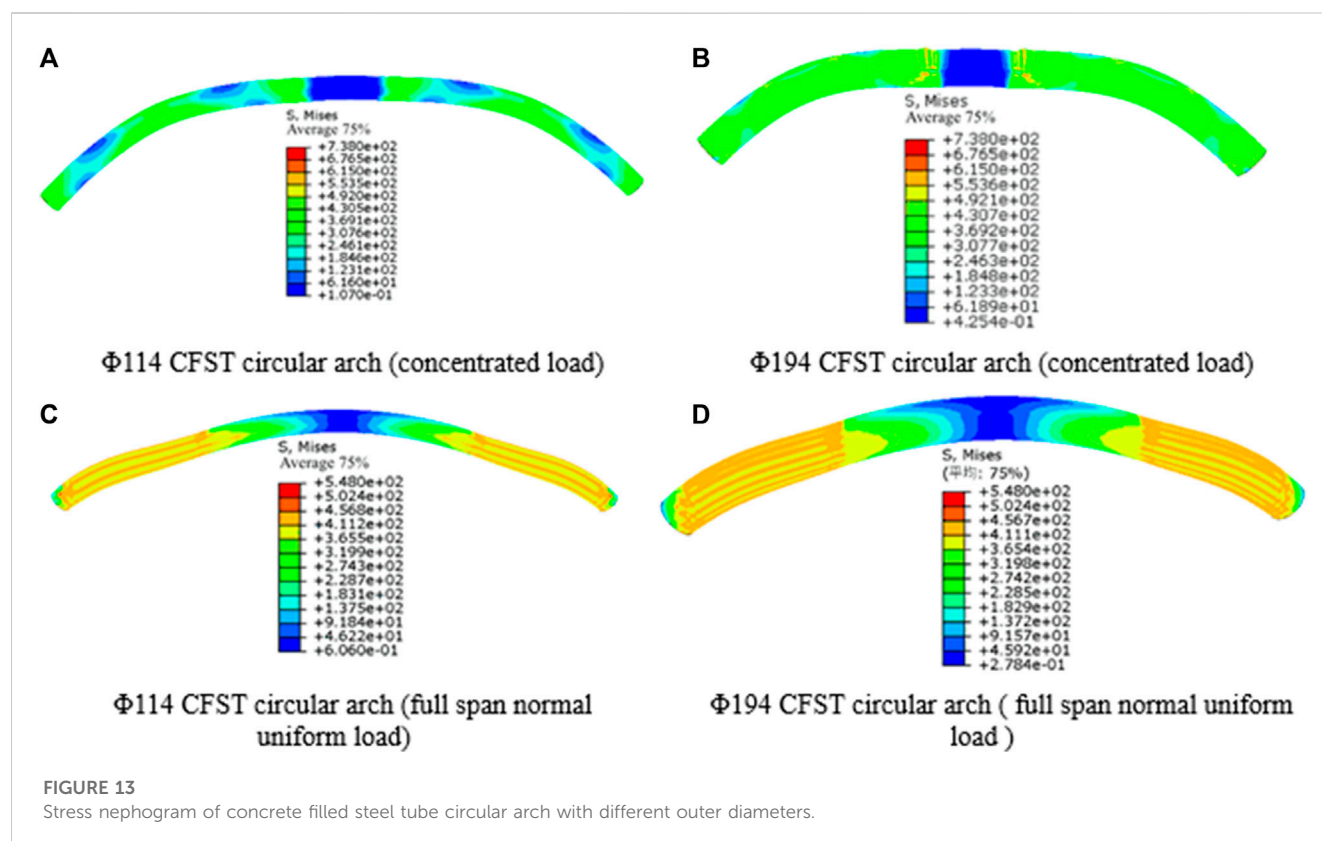 A
S, Mises
Average 75%
+7.380e+02
+6.765e+02
+6.150e+02
+5.535e+02
+4.920e+02
+4.305e+02
+3.691e+02
+3.076e+02
+2.461e+02
+1.846e+02
+1.231e+02
+6.160e+01
+1.070e-01
Φ114 CFST circular arch (concentrated load)
B
S, Mises
Average 75%
+7.380e+02
+6.765e+02
+6.150e+02
+5.536e+02
+4.921e+02
+4.307e+02
+3.692e+02
+3.077e+02
+2.463e+02
+1.848e+02
+1.233e+02
+6.189e+01
+4.254e-01
Φ194 CFST circular arch (concentrated load)
C
S, Mises
Average 75%
+5.480e+02
+5.024e+02
+4.568e+02
+4.112e+02
+3.655e+02
+3.199e+02
+2.743e+02
+2.287e+02
+1.831e+02
+1.375e+02
+9.184e+01
+4.622e+01
+6.060e-01
Φ114 CFST circular arch (full span normal
uniform load)
D
S, Mises
(平均: 75%)
+5.480e+02
+5.024e+02
+4.567e+02
+4.111e+02
+3.654e+02
+3.198e+02
+2.742e+02
+2.285e+02
+1.829e+02
+1.372e+02
+9.157e+01
+4.592e+01
+2.784e-01
Φ194 CFST circular arch ( full span normal uniform
load )
FIGURE 13
Stress nephogram of concrete filled steel tube circular arch with different outer diameters.